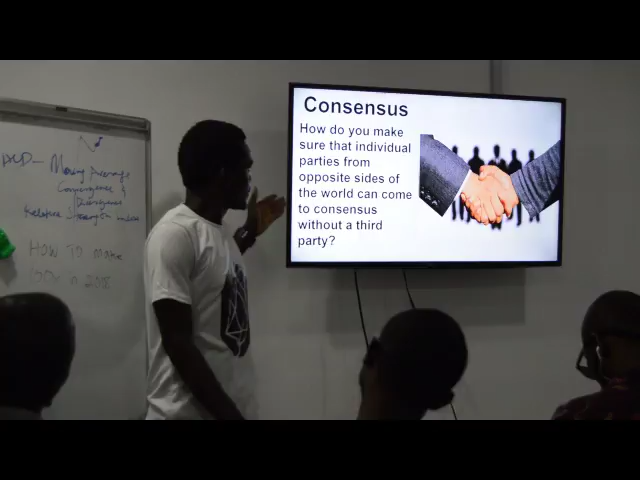 Moving Average
Convergence &
Divergence
Relative Strength
HOW TO Make
Consensus
How do you make
sure that individual
parties from
opposite sides of
the world can come
to consensus
without a third
party?